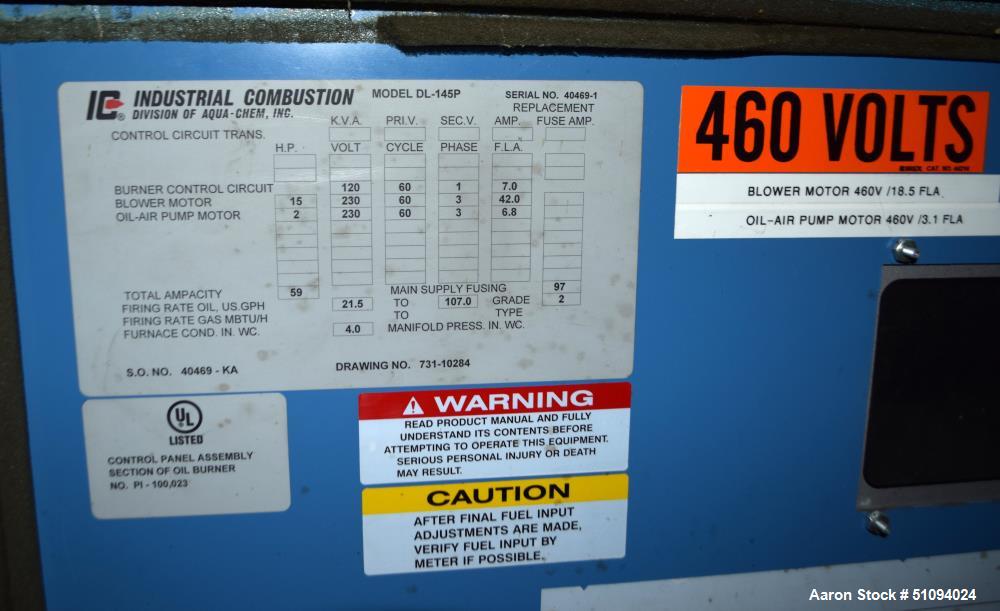 IC® INDUSTRIAL COMBUSTION MODEL DL-145P SERIAL NO. 40469-1
DIVISION OF AQUA-CHEM, INC.
REPLACEMENT
K.V.A. PRI.V. SEC.V. AMP. FUSE AMP.
CONTROL CIRCUIT TRANS.
H.P. VOLT CYCLE PHASE F.L.A.
BURNER CONTROL CIRCUIT 120 60 1 7.0
BLOWER MOTOR 15 230 60 3 42.0
OIL-AIR PUMP MOTOR 2 230 60 3 6.8
TOTAL AMPACITY 59 MAIN SUPPLY FUSING 97
FIRING RATE OIL, US.GPH 21.5 TO 107.0 GRADE 2
FIRING RATE GAS MBTU/H TO TYPE
FURNACE COND. IN. WC. 4.0 MANIFOLD PRESS. IN. WC.
S.O. NO. 40469 - KA DRAWING NO. 731-10284
460 VOLTS
BLOWER MOTOR 460V /18.5 FLA
OIL-AIR PUMP MOTOR 460V /3.1 FLA
UL
LISTED
CONTROL PANEL ASSEMBLY
SECTION OF OIL BURNER
NO. PI - 100,023
WARNING
READ PRODUCT MANUAL AND FULLY
UNDERSTAND ITS CONTENTS BEFORE
ATTEMPTING TO OPERATE THIS EQUIPMENT.
SERIOUS PERSONAL INJURY OR DEATH
MAY RESULT.
CAUTION
AFTER FINAL FUEL INPUT
ADJUSTMENTS ARE MADE,
VERIFY FUEL INPUT BY
METER IF POSSIBLE.
Aaron Stock # 51094024